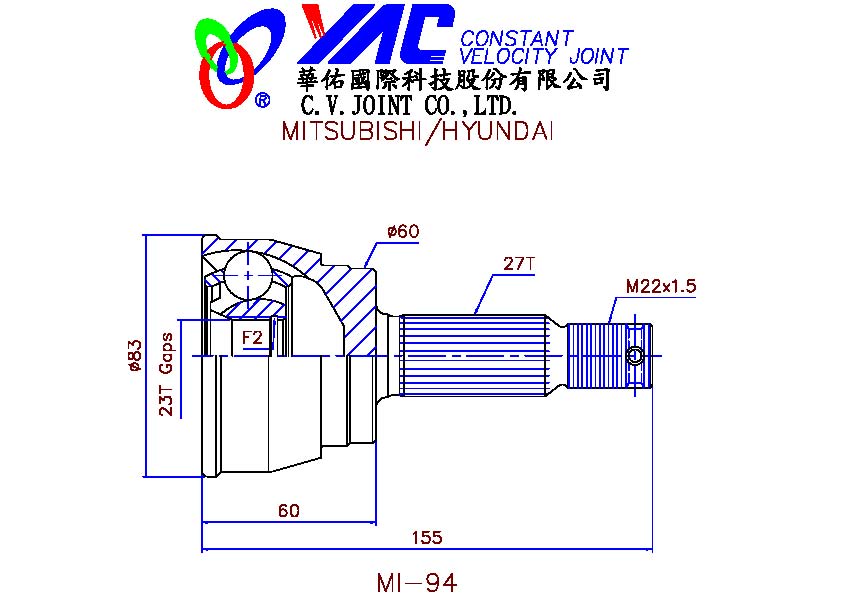 YAC CONSTANT
VELOCITY JOINT
華佑國際科技股份有限公司
® C.V.JOINT CO.,LTD.
MITSUBISHI/HYUNDAI
ø60
27T
M22x1.5
F2
ø83
23T Gaps
60
155
MI-94